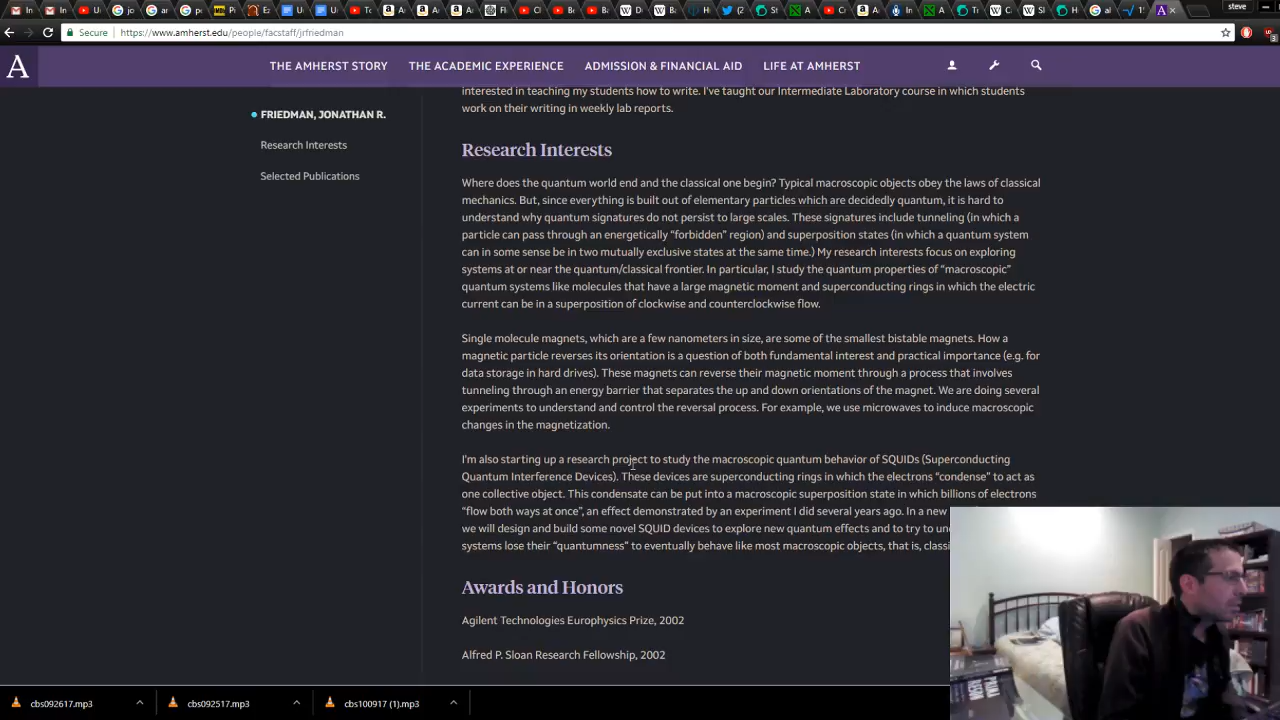 steve
Secure
https://www.amherst.edu/people/facstaff/jrfriedman
A
THE AMHERST STORY
THE ACADEMIC EXPERIENCE
ADMISSION & FINANCIAL AID
LIFE AT AMHERST
FRIEDMAN, JONATHAN R.
Research Interests
Selected Publications
interested in teaching my students how to write. I've taught our Intermediate Laboratory course in which students
work on their writing in weekly lab reports.
Research Interests
Where does the quantum world end and the classical one begin? Typical macroscopic objects obey the laws of classical
mechanics. But, since everything is built out of elementary particles which are decidedly quantum, it is hard to
understand why quantum signatures do not persist to large scales. These signatures include tunneling (in which a
particle can pass through an energetically “forbidden” region) and superposition states (in which a quantum system
can in some sense be in two mutually exclusive states at the same time.) My research interests focus on exploring
systems at or near the quantum/classical frontier. In particular, I study the quantum properties of “macroscopic”
quantum systems like molecules that have a large magnetic moment and superconducting rings in which the electric
current can be in a superposition of clockwise and counterclockwise flow.
Single molecule magnets, which are a few nanometers in size, are some of the smallest bistable magnets. How a
magnetic particle reverses its orientation is a question of both fundamental interest and practical importance (e.g. for
data storage in hard drives). These magnets can reverse their magnetic moment through a process that involves
tunneling through an energy barrier that separates the up and down orientations of the magnet. We are doing several
experiments to understand and control the reversal process. For example, we use microwaves to induce macroscopic
changes in the magnetization.
I'm also starting up a research project to study the macroscopic quantum behavior of SQUIDs (Superconducting
Quantum Interference Devices). These devices are superconducting rings in which the electrons “condense” to act as
one collective object. This condensate can be put into a macroscopic superposition state in which billions of electrons
“flow both ways at once”, an effect demonstrated by an experiment I did several years ago. In a new
we will design and build some novel SQUID devices to explore new quantum effects and to try to
systems lose their “quantumness” to eventually behave like most macroscopic objects, that is,
Awards and Honors
Agilent Technologies Europhysics Prize, 2002
Alfred P. Sloan Research Fellowship, 2002
cbs092617.mp3
cbs092517.mp3
cbs100917 (1).mp3